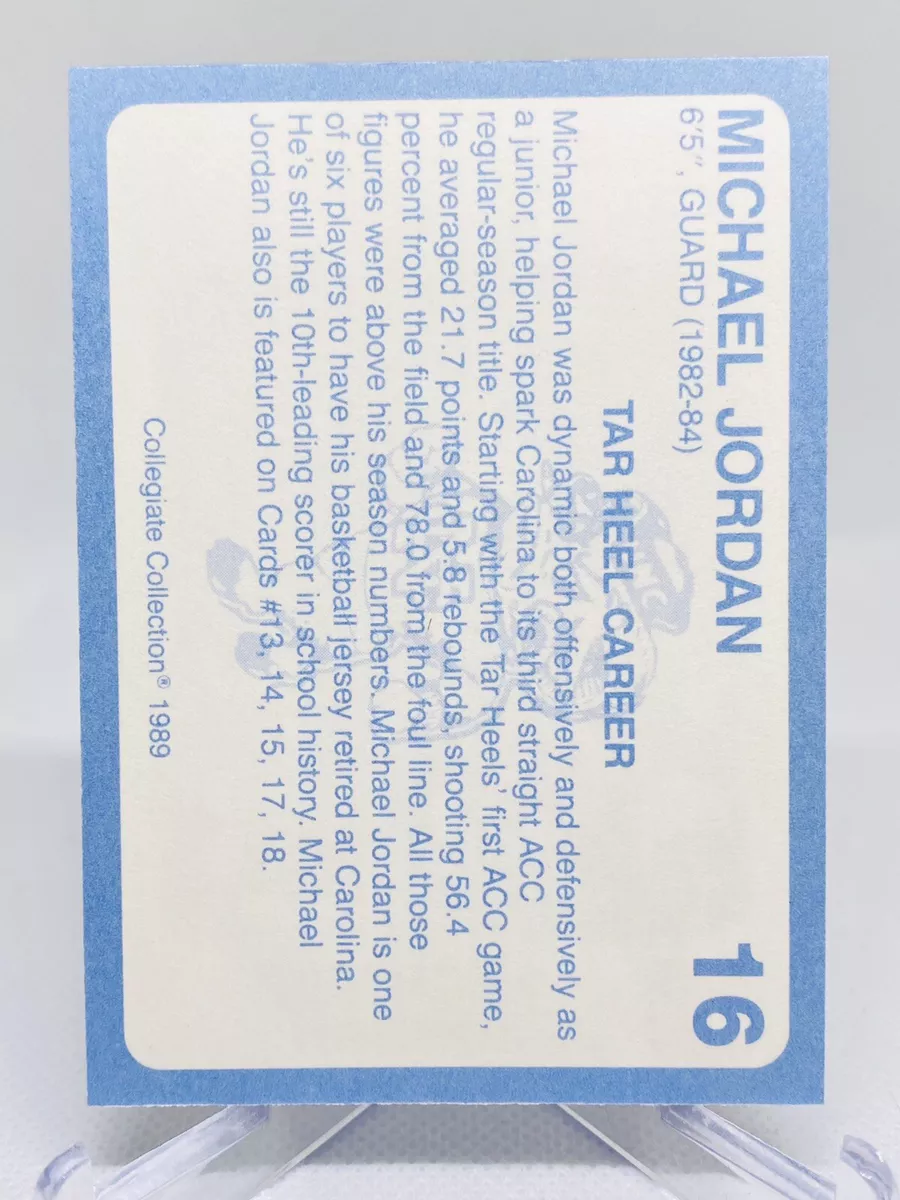 MICHAEL JORDAN 16
6'5", GUARD (1982-84)
TAR HEEL CAREER
Michael Jordan was dynamic both offensively and defensively as
a junior, helping spark Carolina to its third straight ACC
regular-season title. Starting with the Tar Heels' first ACC game,
he averaged 21.7 points and 5.8 rebounds, shooting 56.4
percent from the field and 78.0 from the foul line. All those
figures were above his season numbers. Michael Jordan is one
of six players to have his basketball jersey retired at Carolina.
He's still the 10th-leading scorer in school history. Michael
Jordan also is featured on Cards #13, 14, 15, 17, 18.
Collegiate Collection® 1989